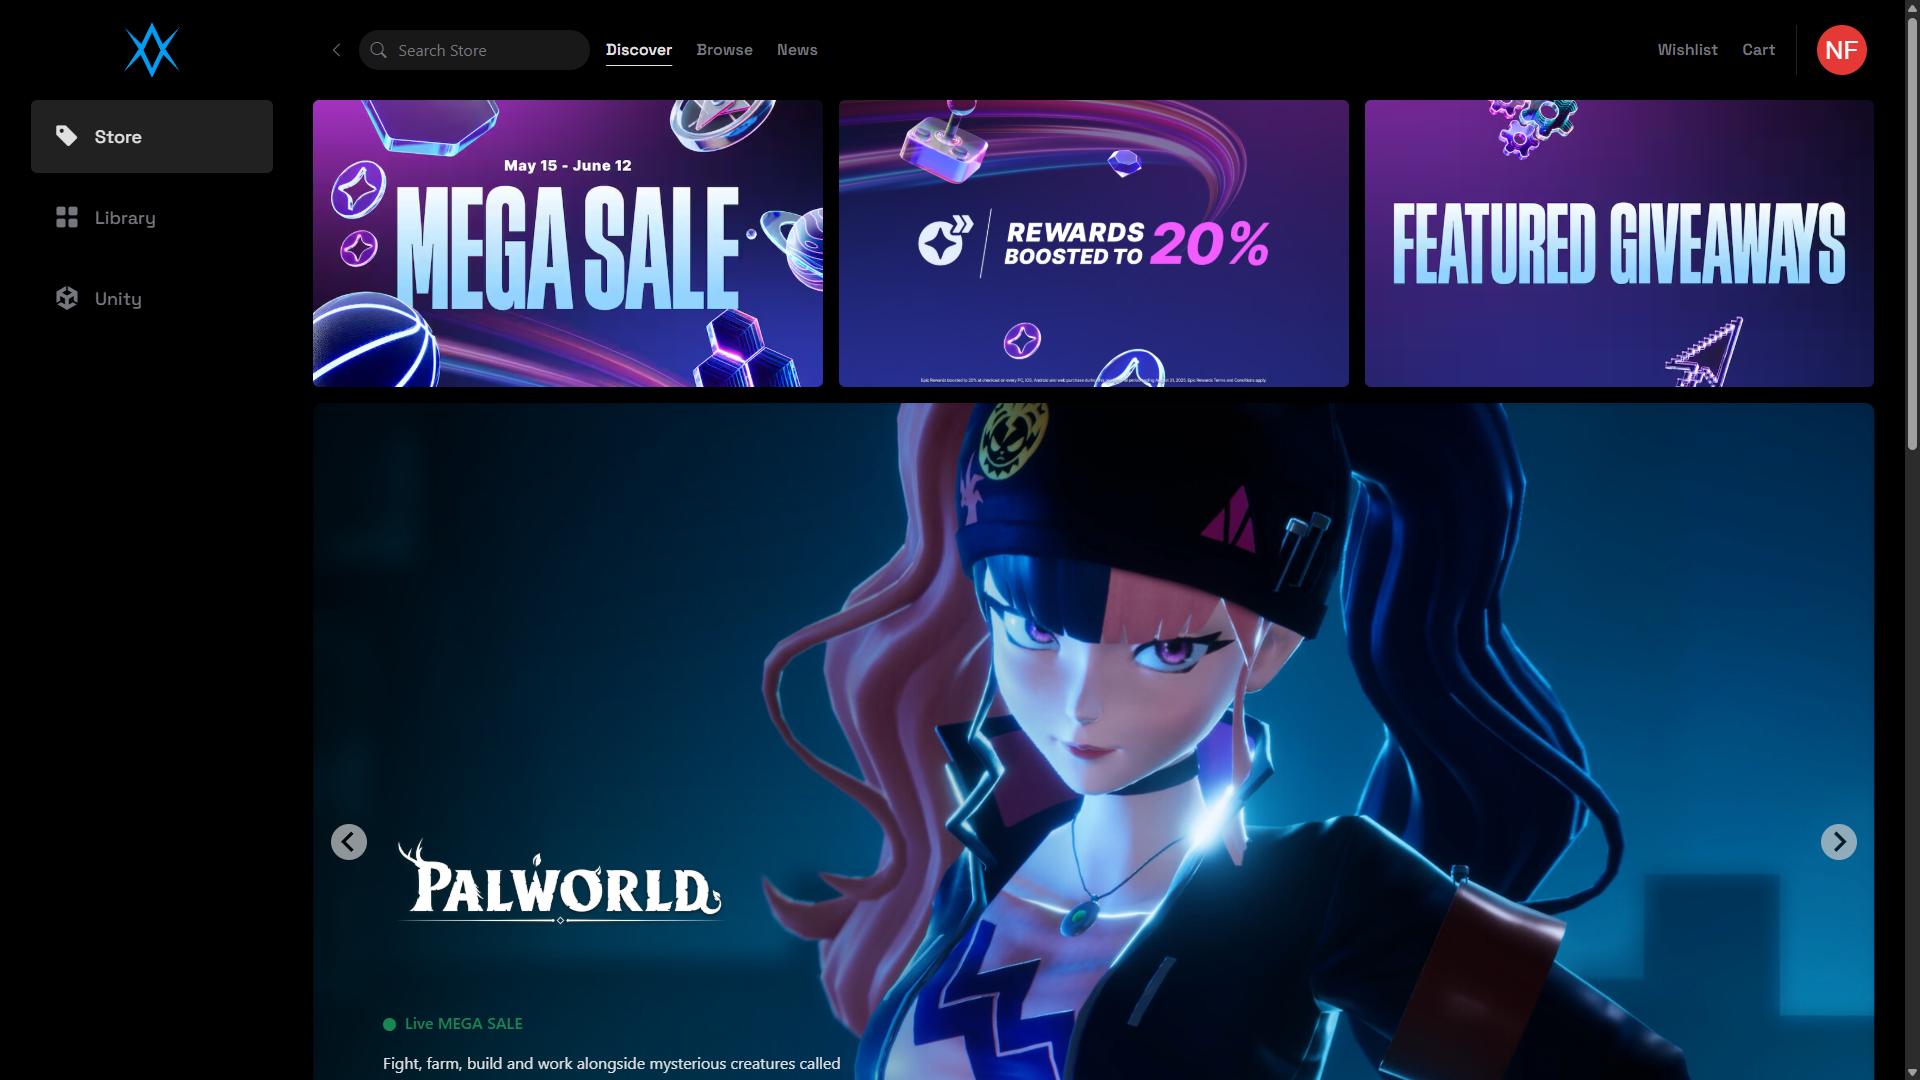 Search Store
Discover
Browse
News
Wishlist
Cart
NF
Store
Library
Unity
May 15 - June 12
MEGA SALE
REWARDS
BOOSTED TO 20%
FEATURED GIVEAWAYS
PALWORLD
Live MEGA SALE
Fight, farm, build and work alongside mysterious creatures called